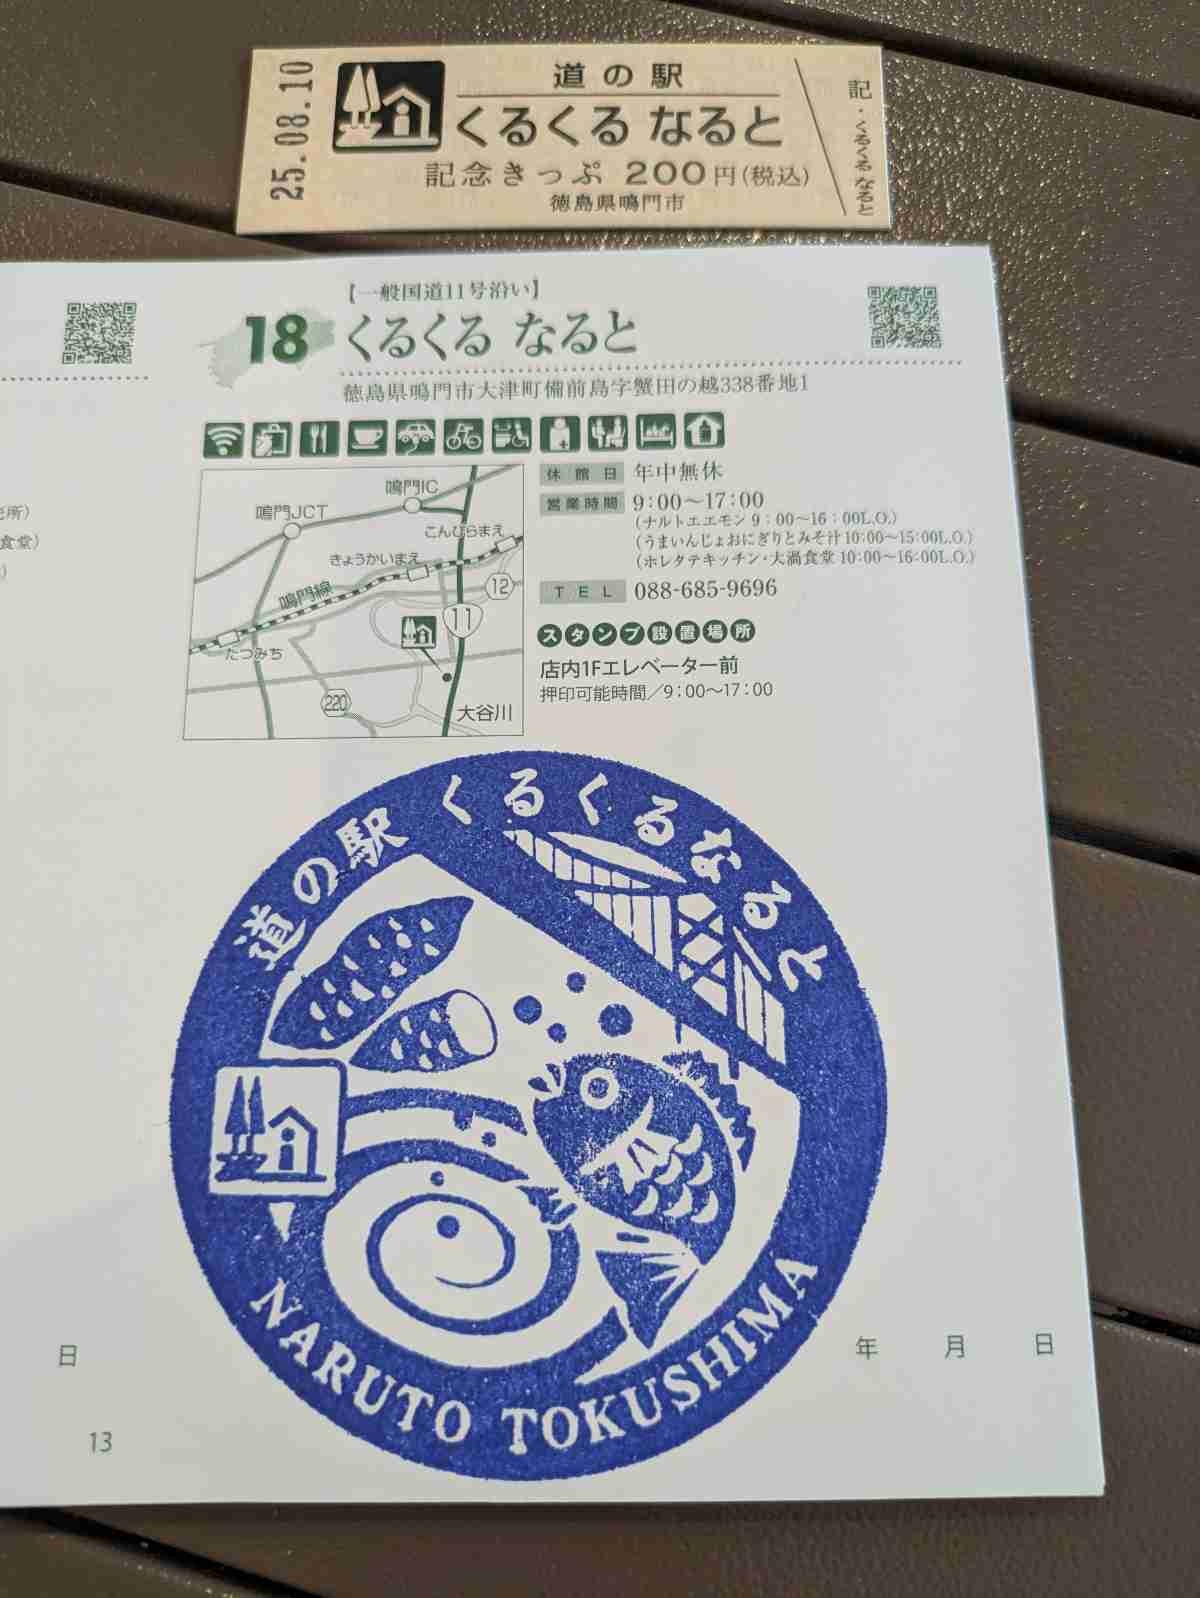 25.08.10
道の駅
くるくる なると
記念きっぷ 200円(税込)
徳島県鳴門市
記・くるくる なると
【一般国道11号沿い】
18 くるくる なると
徳島県鳴門市大津町備前島字蟹田の越338番地1
休館日 年中無休
営業時間 9:00〜17:00
(ナルトエエモン 9:00〜16:00L.O.)
(うまいんじょおにぎりとみそ汁 10:00〜15:00L.O.)
(ホレタテキッチン・大渦食堂 10:00〜16:00L.O.)
TEL 088-685-9696
スタンプ設置場所
店内1Fエレベーター前
押印可能時間/9:00〜17:00
鳴門IC
鳴門JCT
こんぴらまえ
きょうかいまえ
鳴門線
12
11
たつみち
220
大谷川
食堂)
道の駅 くるくるなると
NARUTO TOKUSHIMA
年 月 日
日
13